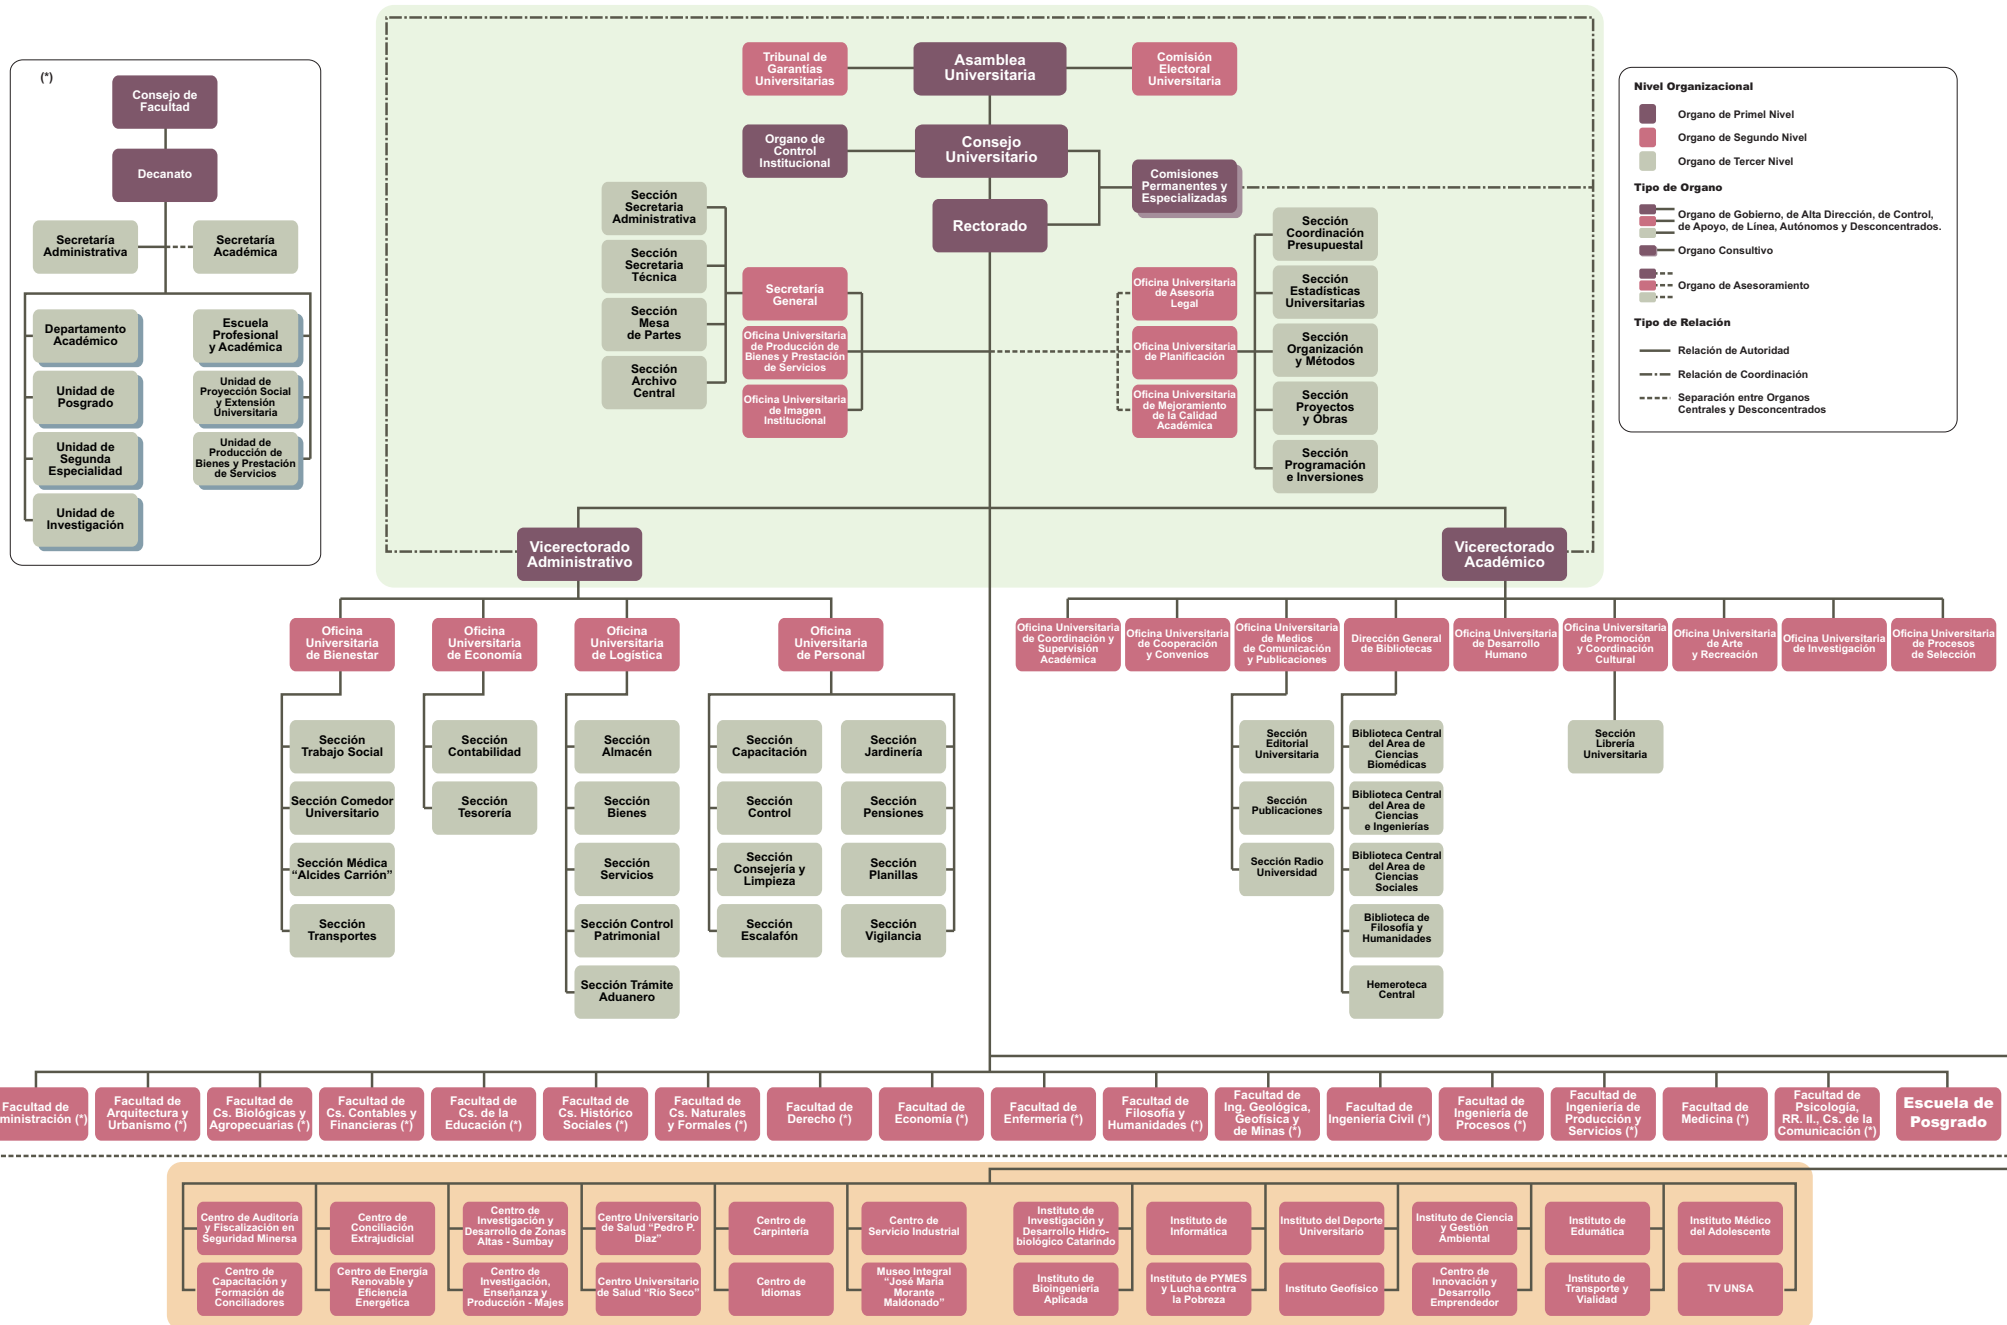 (*)
Consejo de
Facultad
Decanato
Secretaría
Administrativa
Secretaría
Académica
Departamento
Académico
Escuela
Profesional
y Académica
Unidad de
Posgrado
Unidad de
Proyección Social
y Extensión
Universitaria
Unidad de
Segunda
Especialidad
Unidad de
Producción de
Bienes y Prestación
de Servicios
Unidad de
Investigación
Tribunal de
Garantías
Universitarias
Asamblea
Universitaria
Comisión
Electoral
Universitaria
Organo de
Control
Institucional
Consejo
Universitario
Comisiones
Permanentes y
Especializadas
Rectorado
Sección
Secretaria
Administrativa
Sección
Secretaria
Técnica
Sección
Mesa
de Partes
Sección
Archivo
Central
Secretaría
General
Oficina Universitaria
de Producción de
Bienes y Prestación
de Servicios
Oficina Universitaria
de Imagen
Institucional
Oficina Universitaria
de Asesoría
Legal
Oficina Universitaria
de Planificación
Oficina Universitaria
de Mejoramiento
de la Calidad
Académica
Sección
Coordinación
Presupuestal
Sección
Estadísticas
Universitarias
Sección
Organización
y Métodos
Sección
Proyectos
y Obras
Sección
Programación
e Inversiones
Nivel Organizacional
Organo de Primel Nivel
Organo de Segundo Nivel
Organo de Tercer Nivel
Tipo de Organo
Organo de Gobierno, de Alta Dirección, de Control,
de Apoyo, de Línea, Autónomos y Desconcentrados.
Organo Consultivo
Organo de Asesoramiento
Tipo de Relación
Relación de Autoridad
Relación de Coordinación
Separación entre Organos
Centrales y Desconcentrados
Vicerectorado
Administrativo
Vicerectorado
Académico
Oficina
Universitaria
de Bienestar
Oficina
Universitaria
de Economía
Oficina
Universitaria
de Logística
Oficina
Universitaria
de Personal
Oficina Universitaria
de Coordinación y
Supervisión
Académica
Oficina Universitaria
de Cooperación
y Convenios
Oficina Universitaria
de Medios
de Comunicación
y Publicaciones
Dirección General
de Bibliotecas
Oficina Universitaria
de Desarrollo
Humano
Oficina Universitaria
de Promoción
y Coordinación
Cultural
Oficina Universitaria
de Arte
y Recreación
Oficina Universitaria
de Investigación
Oficina Universitaria
de Procesos
de Selección
Sección
Trabajo Social
Sección Comedor
Universitario
Sección Médica
“Alcides Carrión”
Sección
Transportes
Sección
Contabilidad
Sección
Tesorería
Sección
Almacén
Sección
Bienes
Sección
Servicios
Sección Control
Patrimonial
Sección Trámite
Aduanero
Sección
Capacitación
Sección
Control
Sección
Consejería y
Limpieza
Sección
Escalafón
Sección
Jardinería
Sección
Pensiones
Sección
Planillas
Sección
Vigilancia
Sección
Editorial
Universitaria
Sección
Publicaciones
Sección Radio
Universidad
Biblioteca Central
del Area de
Ciencias
Biomédicas
Biblioteca Central
del Area de
Ciencias
e Ingenierías
Biblioteca Central
del Area de
Ciencias
Sociales
Biblioteca de
Filosofía y
Humanidades
Hemeroteca
Central
Sección
Librería
Universitaria
Facultad de
ministración (*)
Facultad de
Arquitectura y
Urbanismo (*)
Facultad de
Cs. Biológicas y
Agropecuarias (*)
Facultad de
Cs. Contables y
Financieras (*)
Facultad de
Cs. de la
Educación (*)
Facultad de
Cs. Histórico
Sociales (*)
Facultad de
Cs. Naturales
y Formales (*)
Facultad de
Derecho (*)
Facultad de
Economía (*)
Facultad de
Enfermería (*)
Facultad de
Filosofía y
Humanidades (*)
Facultad de
Ing. Geológica,
Geofísica y
de Minas (*)
Facultad de
Ingeniería Civil (*)
Facultad de
Ingeniería de
Procesos (*)
Facultad de
Ingeniería de
Producción y
Servicios (*)
Facultad de
Medicina (*)
Facultad de
Psicología,
RR. II., Cs. de la
Comunicación (*)
Escuela de
Posgrado
Centro de Auditoría
y Fiscalización en
Seguridad Minersa
Centro de
Conciliación
Extrajudicial
Centro de
Investigación y
Desarrollo de Zonas
Altas - Sumbay
Centro Universitario
de Salud “Pedro P.
Diaz”
Centro de
Carpintería
Centro de
Servicio Industrial
Instituto de
Investigación y
Desarrollo Hidro-
biológico Catarindo
Instituto de
Informática
Instituto del Deporte
Universitario
Instituto de Ciencia
y Gestión
Ambiental
Instituto de
Edumática
Instituto Médico
del Adolescente
Centro de
Capacitación y
Formación de
Conciliadores
Centro de Energía
Renovable y
Eficiencia
Energética
Centro de
Investigación,
Enseñanza y
Producción - Majes
Centro Universitario
de Salud “Río Seco”
Centro de
Idiomas
Museo Integral
“José María
Morante
Maldonado”
Instituto de
Bioingeniería
Aplicada
Instituto de PYMES
y Lucha contra
la Pobreza
Instituto Geofísico
Centro de
Innovación y
Desarrollo
Emprendedor
Instituto de
Transporte y
Vialidad
TV UNSA